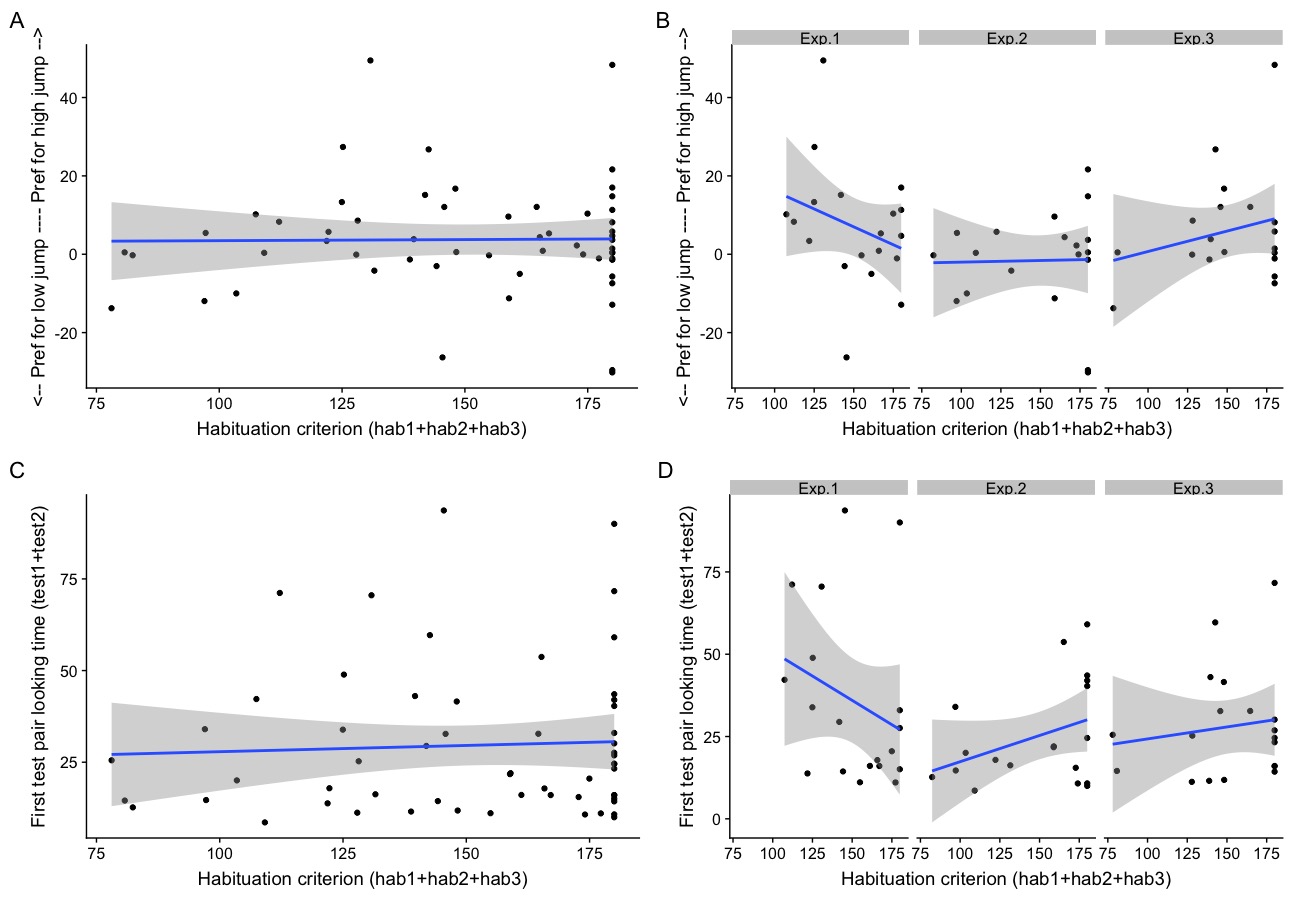 A
<-- Pref for low jump ---- Pref for high jump -->
40
20
0
-20
75 100 125 150 175
Habituation criterion (hab1+hab2+hab3)
B
<-- Pref for low jump ---- Pref for high jump -->
Exp.1 Exp.2 Exp.3
40
20
0
-20
75 100 125 150 175 75 100 125 150 175 75 100 125 150 175
Habituation criterion (hab1+hab2+hab3)
C
First test pair looking time (test1+test2)
75
50
25
75 100 125 150 175
Habituation criterion (hab1+hab2+hab3)
D
First test pair looking time (test1+test2)
Exp.1 Exp.2 Exp.3
75
50
25
0
75 100 125 150 175 75 100 125 150 175 75 100 125 150 175
Habituation criterion (hab1+hab2+hab3)